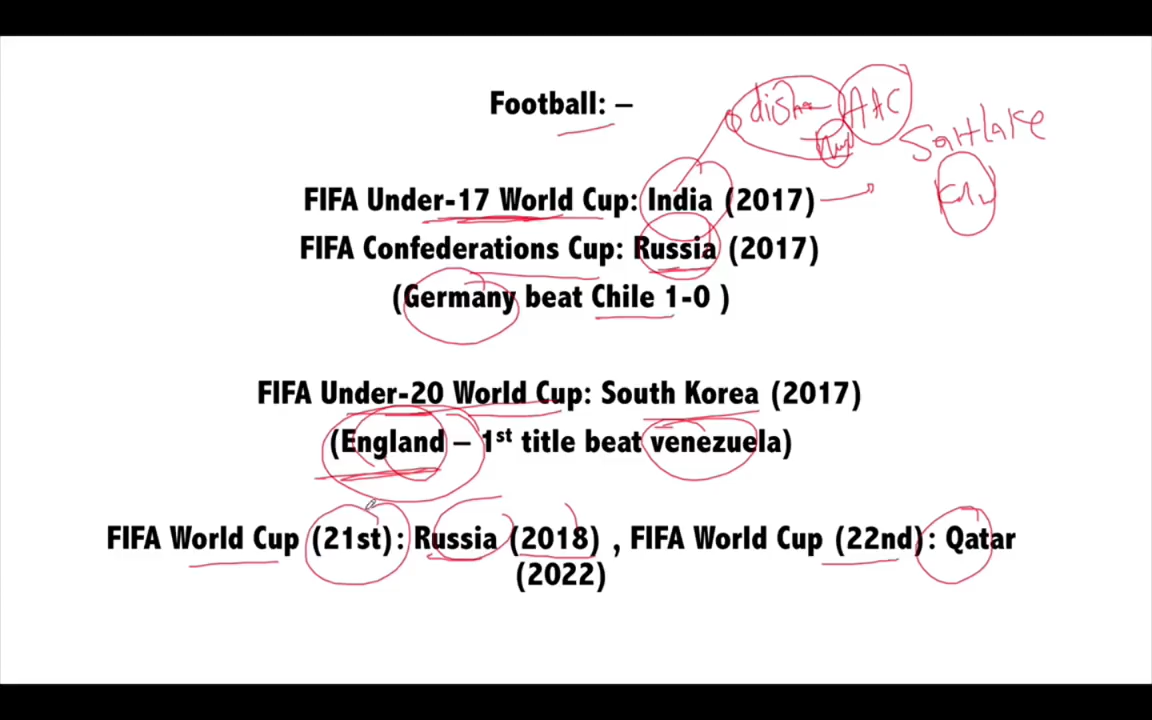 Football: –
disha AAC
Saltlake
FIFA Under-17 World Cup: India (2017)
FIFA Confederations Cup: Russia (2017)
(Germany beat Chile 1-0 )
FIFA Under-20 World Cup: South Korea (2017)
(England – 1st title beat venezuela)
FIFA World Cup (21st): Russia (2018) , FIFA World Cup (22nd): Qatar
(2022)